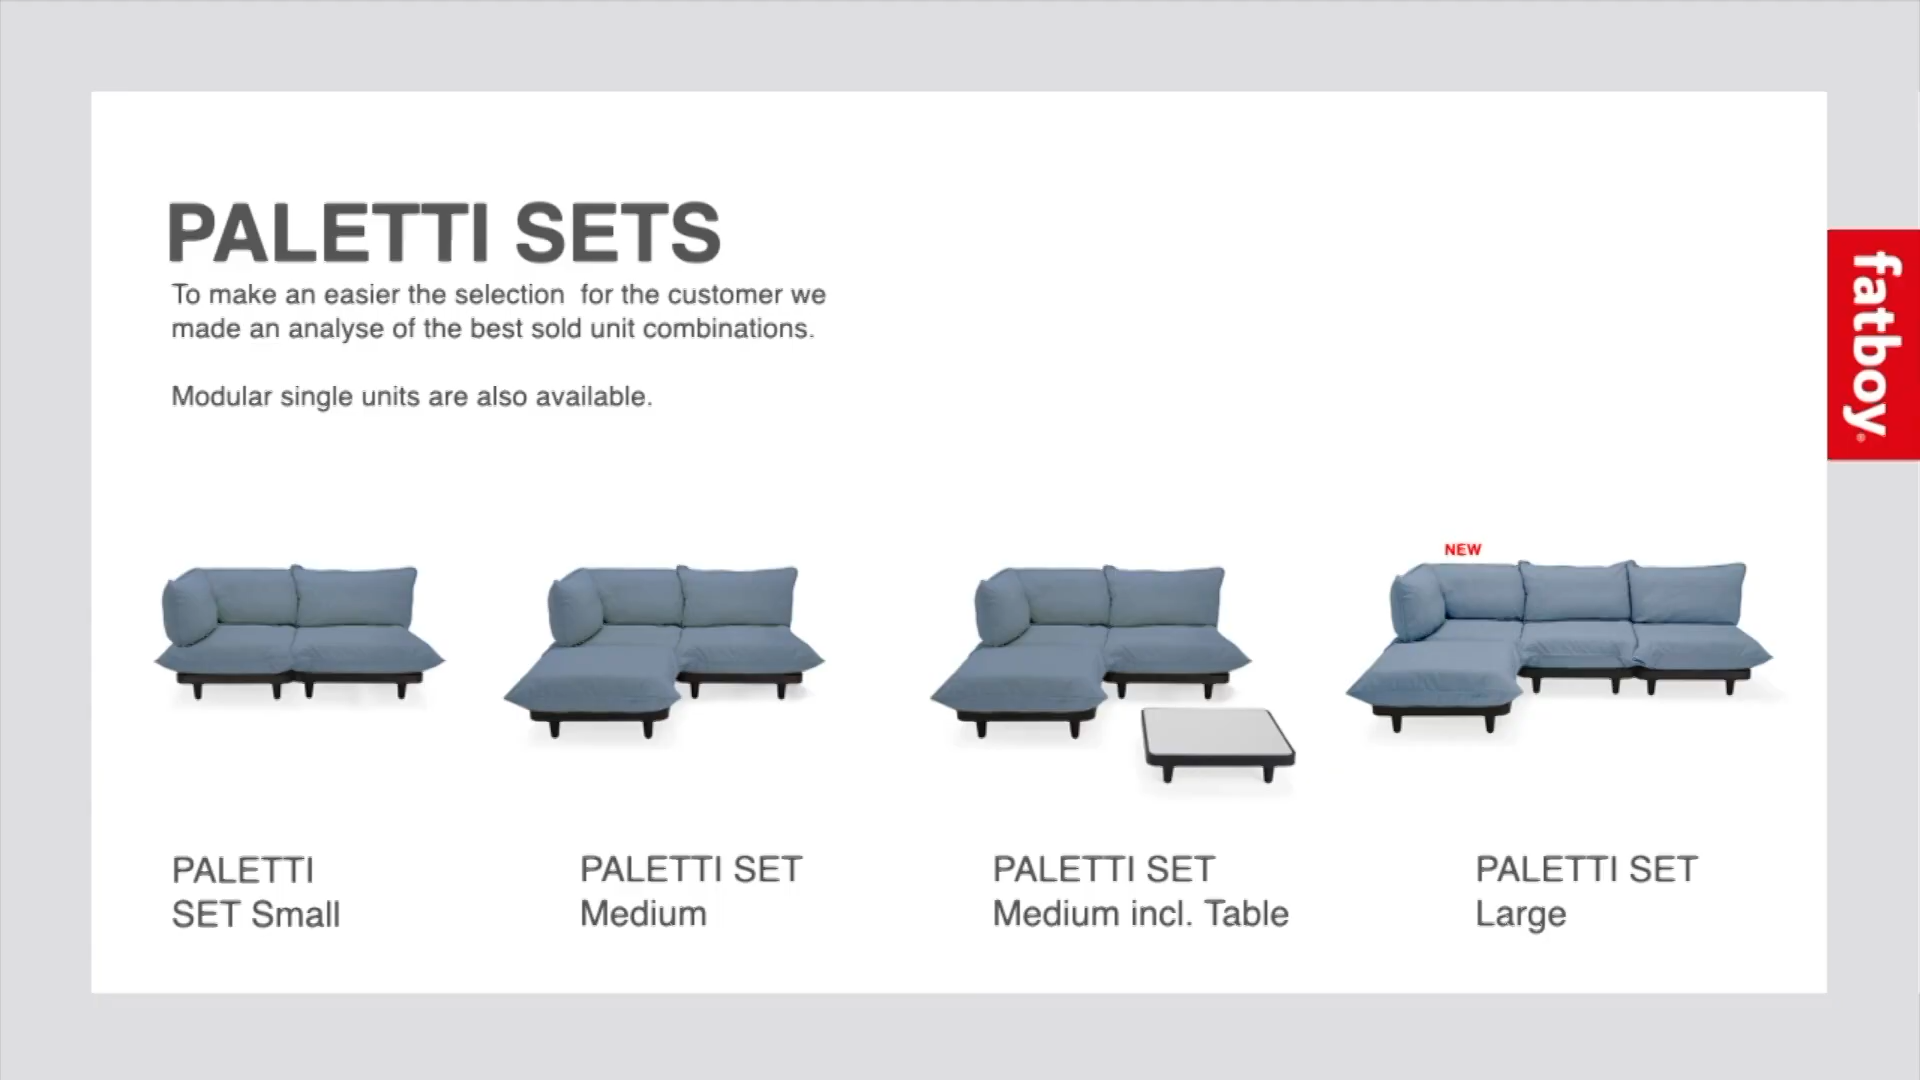 PALETTI SETS
To make an easier the selection  for the customer we
made an analyse of the best sold unit combinations.
Modular single units are also available.
fatboy®
NEW
PALETTI
SET Small
PALETTI SET
Medium
PALETTI SET
Medium incl. Table
PALETTI SET
Large